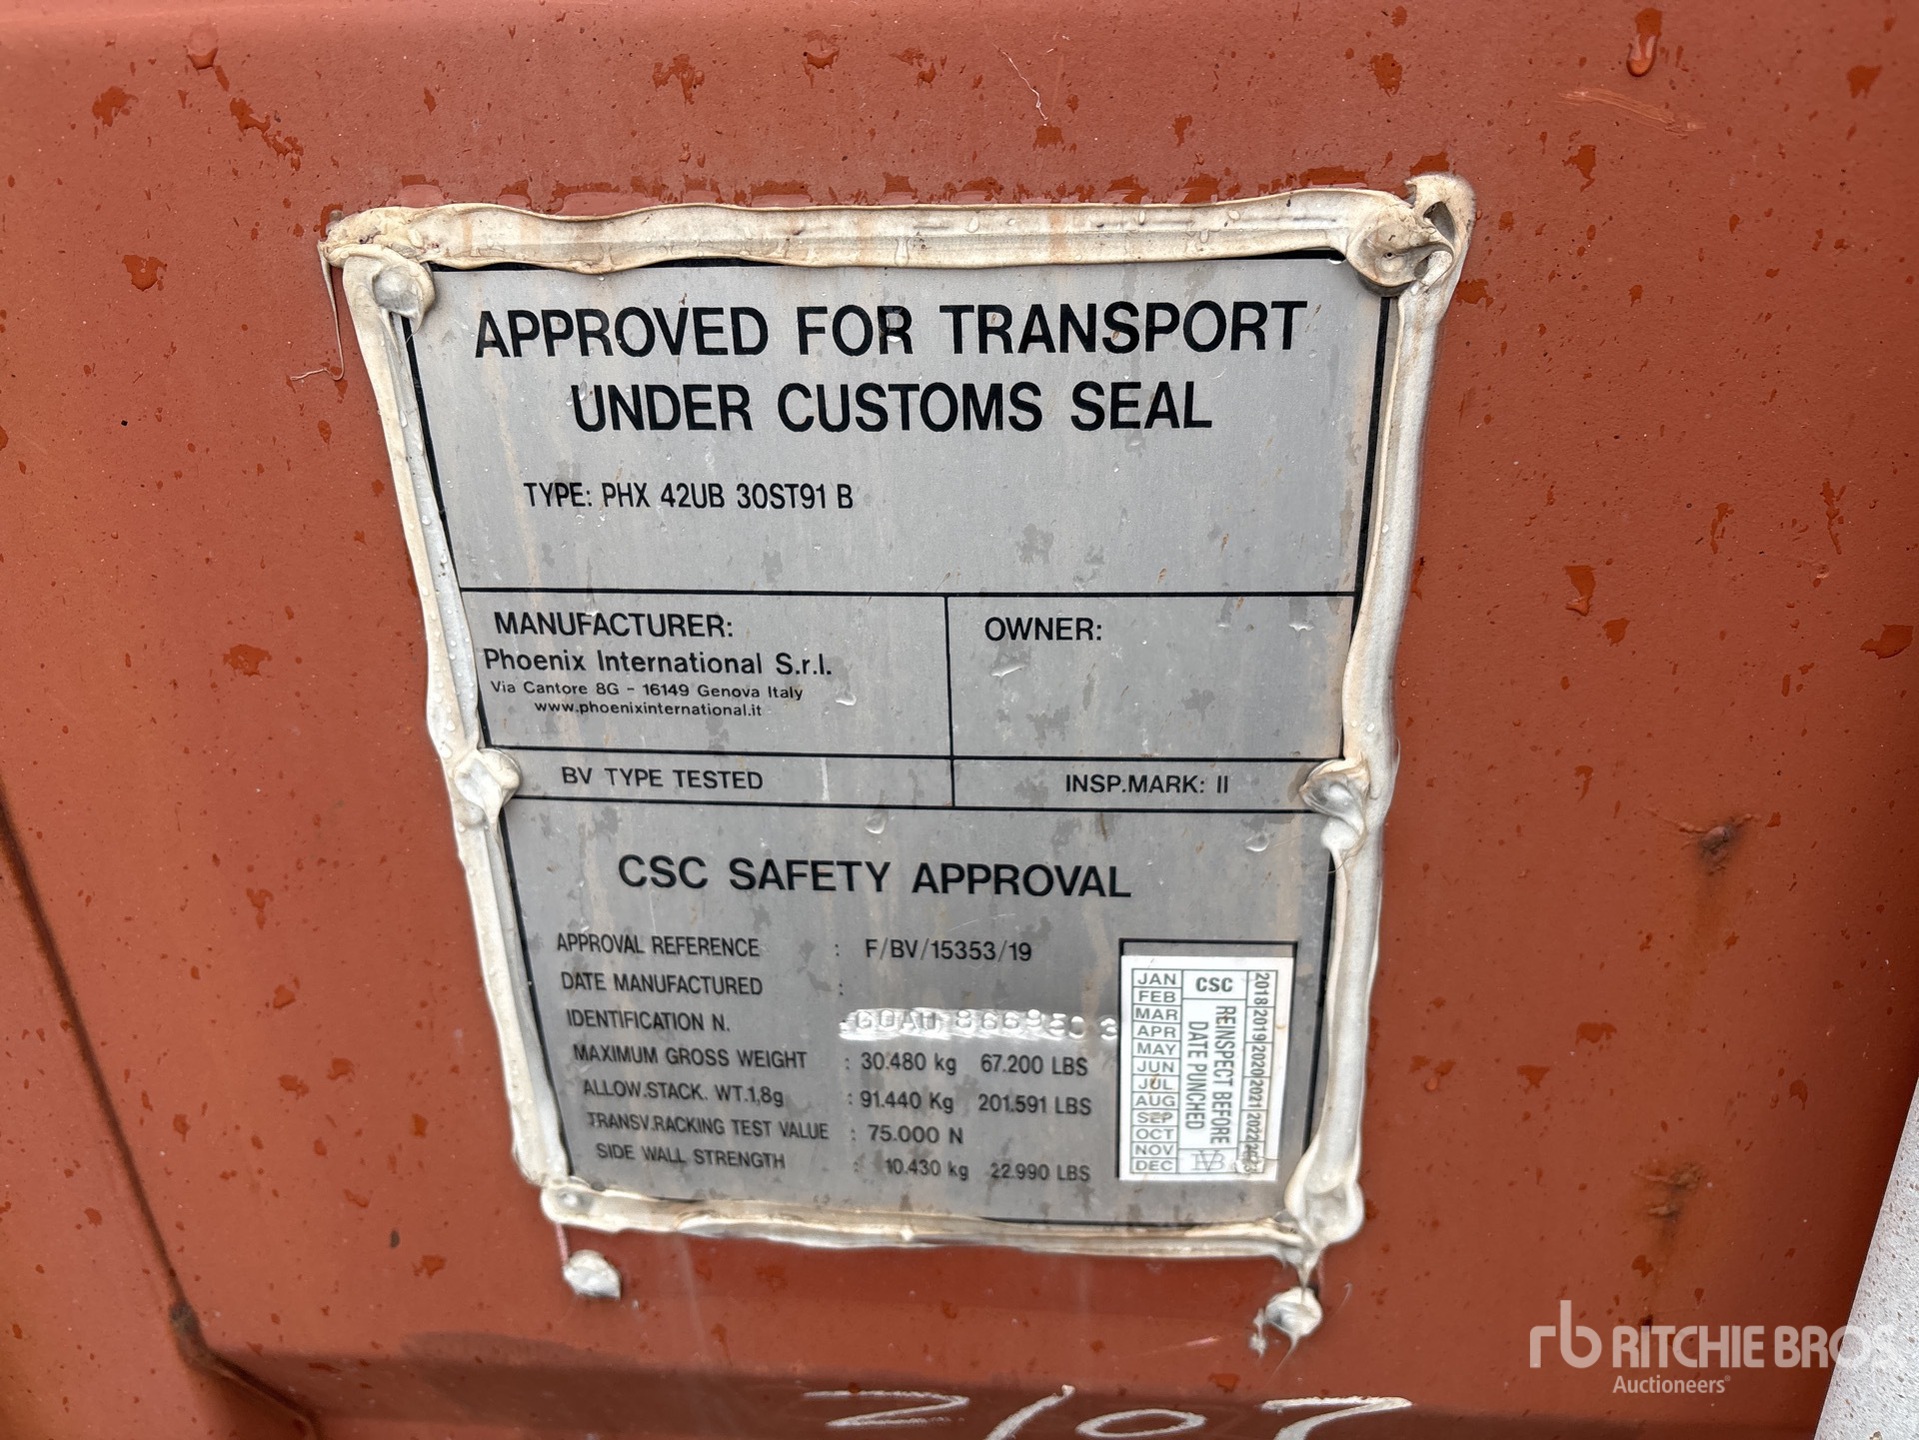 APPROVED FOR TRANSPORT
UNDER CUSTOMS SEAL
TYPE: PHX 42UB 30ST91 B
MANUFACTURER:
Phoenix International S.r.l.
Via Cantore 8G - 16149 Genova Italy
www.phoenixinternational.it
OWNER:
BV TYPE TESTED
INSP.MARK: II
CSC SAFETY APPROVAL
APPROVAL REFERENCE : F/BV/15353/19
DATE MANUFACTURED :
IDENTIFICATION N.
MAXIMUM GROSS WEIGHT : 30.480 kg 67.200 LBS
ALLOW.STACK. WT.1,8g : 91.440 Kg 201.591 LBS
TRANSV.RACKING TEST VALUE : 75.000 N
SIDE WALL STRENGTH : 10.430 kg 22.990 LBS
JAN
FEB
MAR
APR
MAY
JUN
JUL
AUG
SEP
OCT
NOV
DEC
CSC
REINSPECT BEFORE
DATE PUNCHED
2018 2019 2020 2021 2022 2023
2107
rb RITCHIE BROS
Auctioneers